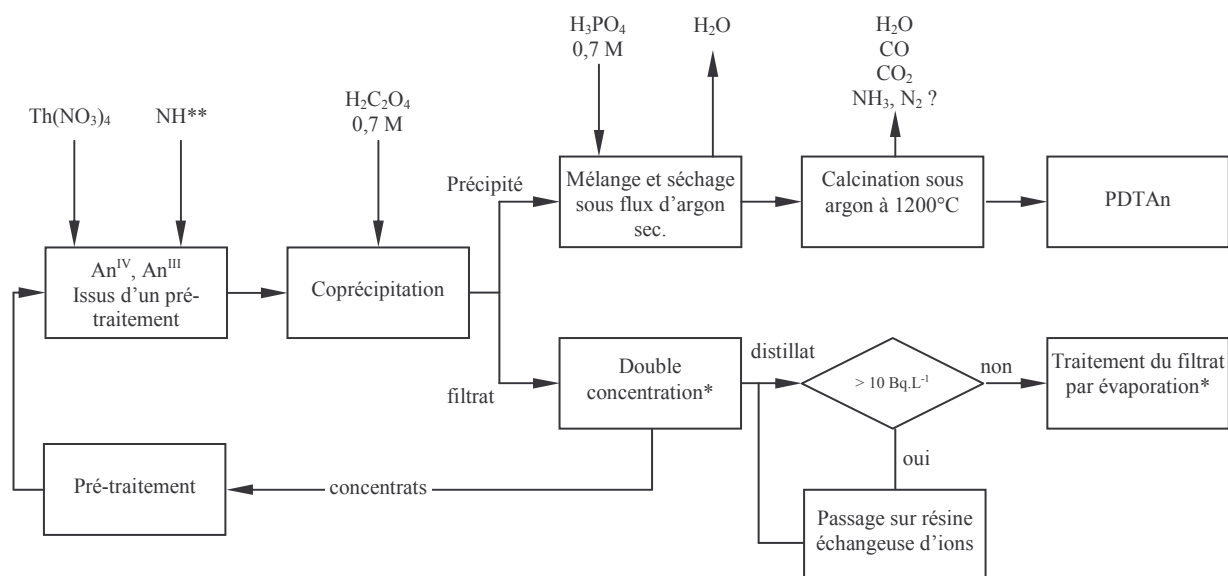 H₃PO₄
0,7 M
H₂O
H₂O
CO
CO₂
NH₃, N₂ ?
Th(NO₃)₄
NH**
H₂C₂O₄
0,7 M
Précipité
Mélange et séchage
sous flux d'argon
sec.
Calcination sous
argon à 1200°C
PDTAn
Anᴵⱽ, Anᴵᴵᴵ
Issus d'un pré-
traitement
Coprécipitation
filtrat
Double
concentration*
distillat
> 10 Bq.L⁻¹
non
Traitement du filtrat
par évaporation*
oui
Pré-traitement
concentrats
Passage sur résine
échangeuse d'ions